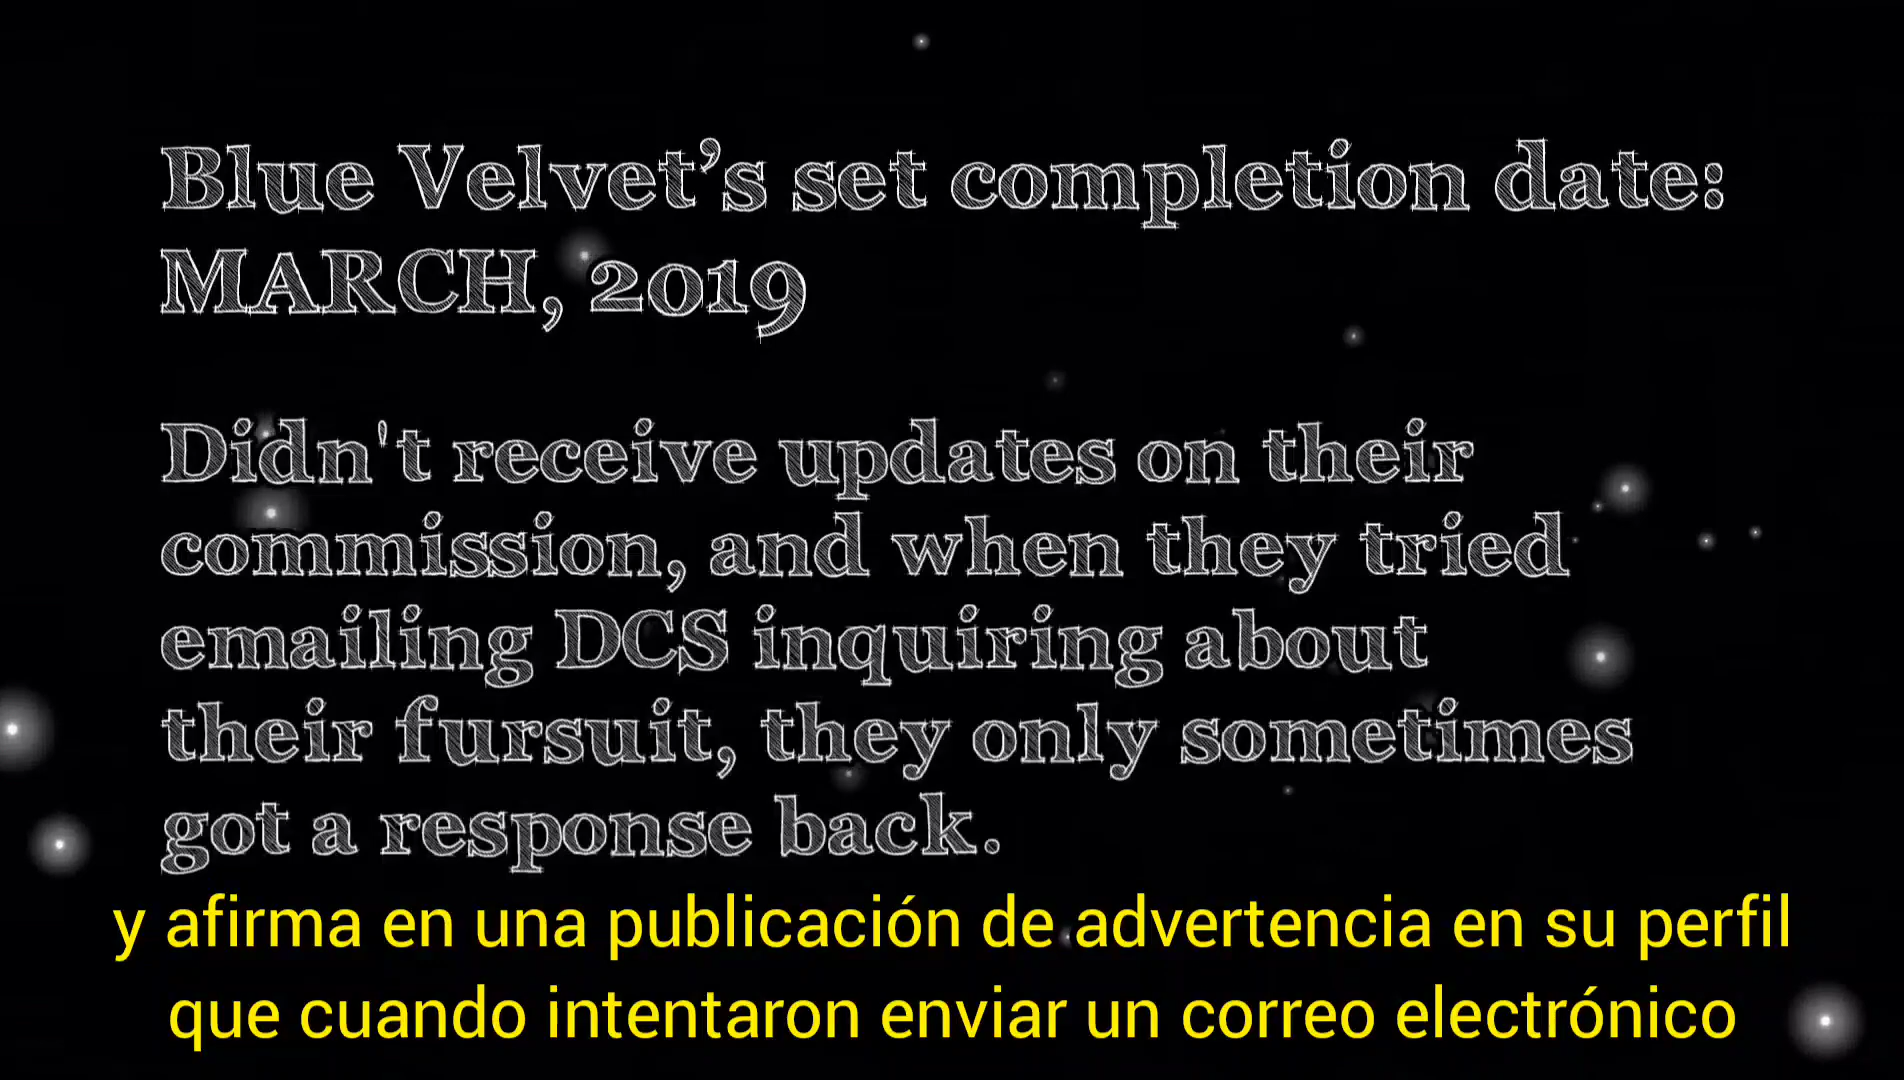 Blue Velvet’s set completion date:
MARCH, 2019
Didn't receive updates on their
commission, and when they tried
emailing DCS inquiring about
their fursuit, they only sometimes
got a response back.
y afirma en una publicación de advertencia en su perfil
que cuando intentaron enviar un correo electrónico